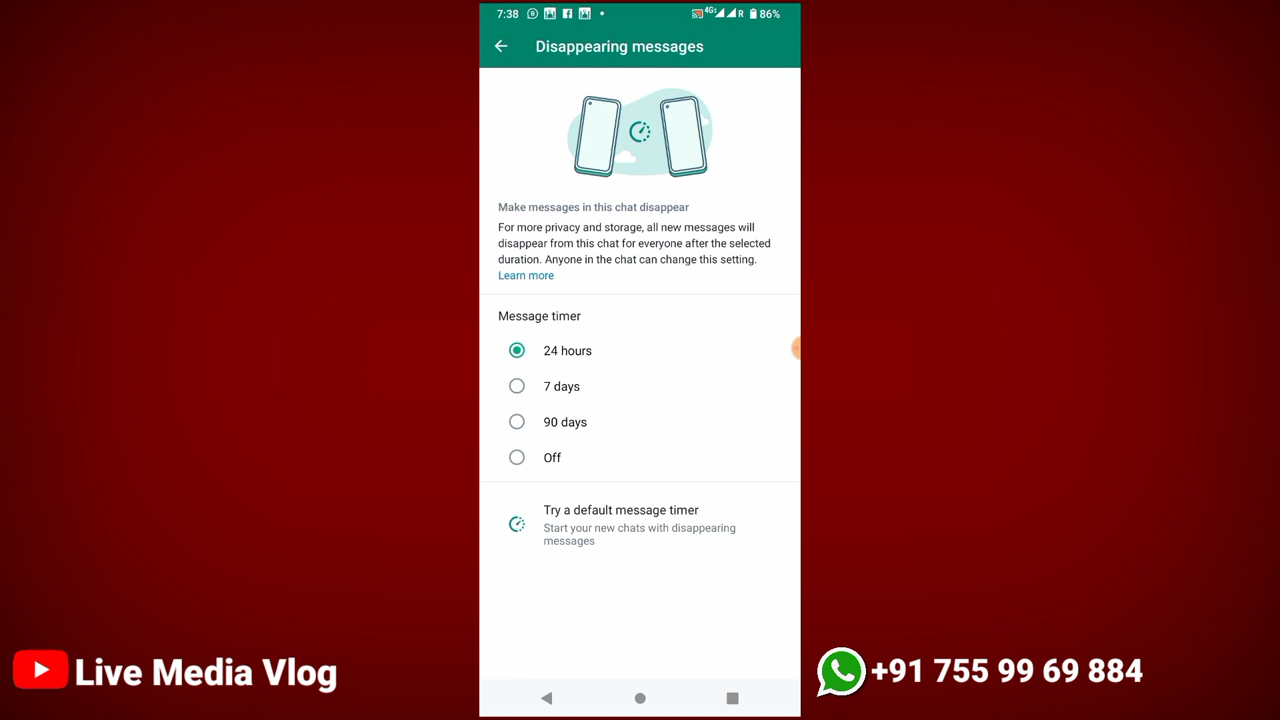 7:38
4G
R
86%
Disappearing messages
Make messages in this chat disappear
For more privacy and storage, all new messages will
disappear from this chat for everyone after the selected
duration. Anyone in the chat can change this setting.
Learn more
Message timer
24 hours
7 days
90 days
Off
Try a default message timer
Start your new chats with disappearing
messages
Live Media Vlog
+91 755 99 69 884